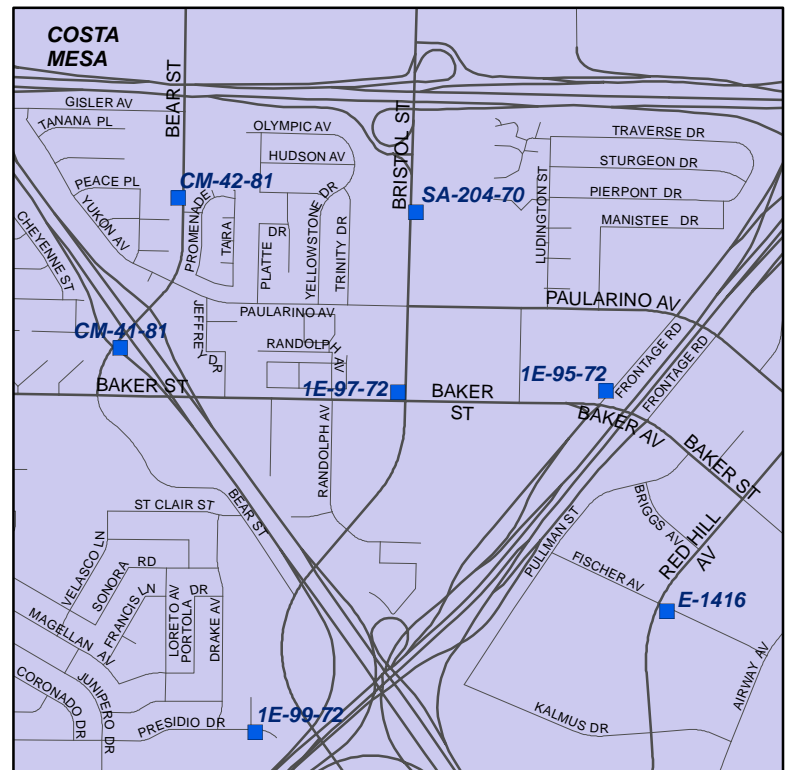 COSTA
MESA
BEAR ST
BRISTOL ST
GISLER AV
TANANA PL
OLYMPIC AV
HUDSON AV
TRAVERSE DR
STURGEON DR
PIERPONT DR
MANISTEE DR
LUDINGTON ST
PEACE PL
CM-42-81
SA-204-70
YUKON AV
CHEYENNE ST
PROMENADE
TARA
PLATTE DR
YELLOWSTONE DR
TRINITY DR
PAULARINO AV
PAULARINO AV
JEFFREY DR
RANDOLPH AV
CM-41-81
BAKER ST
1E-97-72
BAKER
ST
1E-95-72
FRONTAGE RD
FRONTAGE RD
BAKER AV
BAKER ST
RANDOLPH AV
BEAR ST
ST CLAIR ST
PULLMAN ST
BRIGGS AV
RED HILL
AV
FISCHER AV
E-1416
VELASCO LN
SONORA RD
FRANCIS LN
LORETO AV
PORTOLA DR
DRAKE AV
MAGELLAN AV
CORONADO DR
JUNIPERO DR
PRESIDIO DR
1E-99-72
KALMUS DR
AIRWAY AV